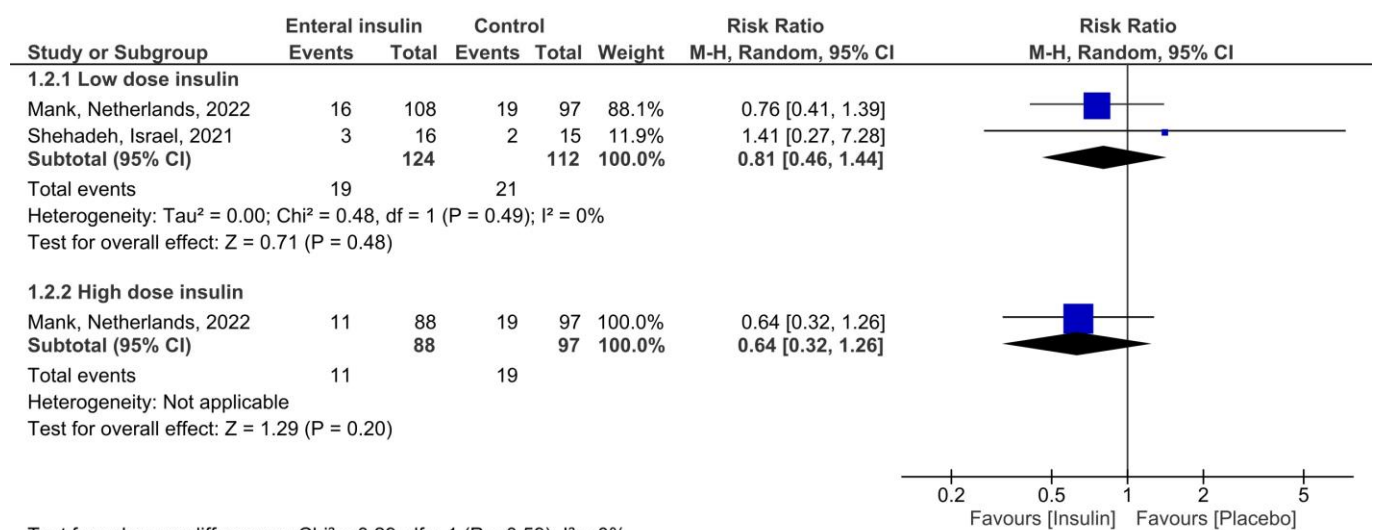 Enteral insulin Control Risk Ratio Risk Ratio
Study or Subgroup Events Total Events Total Weight M-H, Random, 95% CI M-H, Random, 95% CI
1.2.1 Low dose insulin
Mank, Netherlands, 2022 16 108 19 97 88.1% 0.76 [0.41, 1.39]
Shehadeh, Israel, 2021 3 16 2 15 11.9% 1.41 [0.27, 7.28]
Subtotal (95% CI) 124 112 100.0% 0.81 [0.46, 1.44]
Total events 19 21
Heterogeneity: Tau² = 0.00; Chi² = 0.48, df = 1 (P = 0.49); I² = 0%
Test for overall effect: Z = 0.71 (P = 0.48)
1.2.2 High dose insulin
Mank, Netherlands, 2022 11 88 19 97 100.0% 0.64 [0.32, 1.26]
Subtotal (95% CI) 88 97 100.0% 0.64 [0.32, 1.26]
Total events 11 19
Heterogeneity: Not applicable
Test for overall effect: Z = 1.29 (P = 0.20)
0.2 0.5 1 2 5
Favours [Insulin] Favours [Placebo]